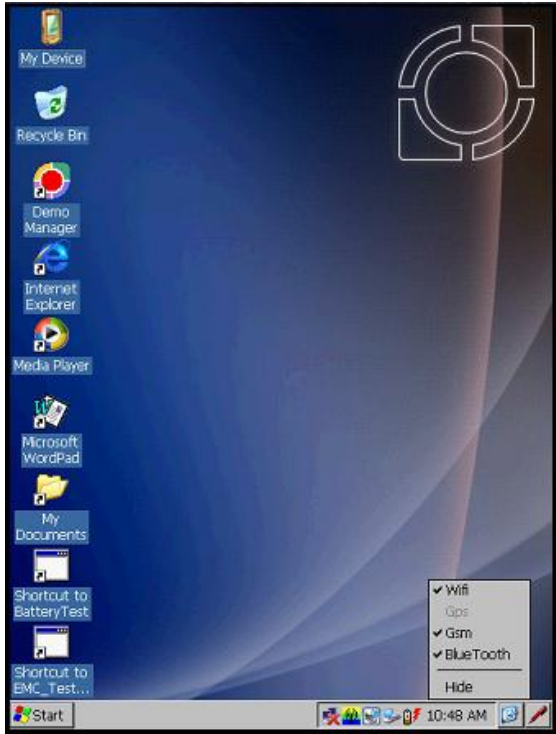 My Device
Recycle Bin
Demo
Manager
Internet
Explorer
Media Player
Microsoft
WordPad
My
Documents
Shortcut to
BatteryTest
Shortcut to
EMC_Test...
Wifi
Gps
Gsm
BlueTooth
Hide
Start
10:48 AM